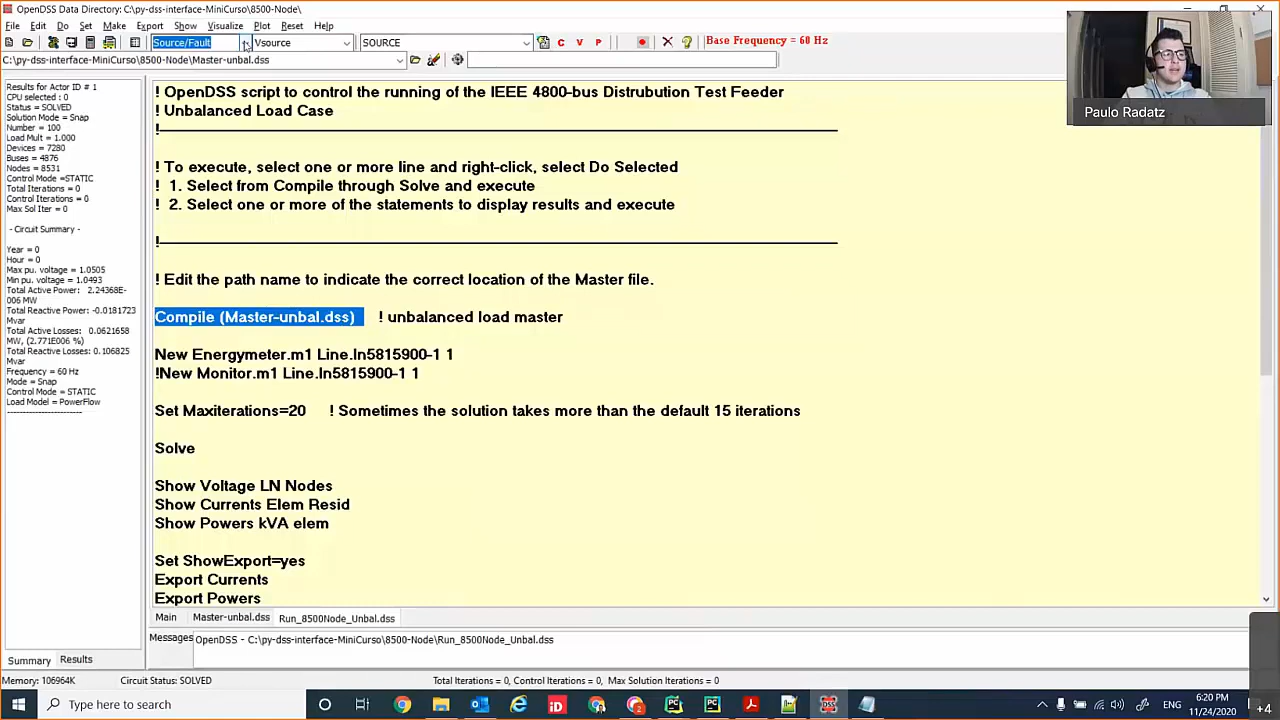 OpenDSS Data Directory: C:\py-dss-interface-MiniCurso\8500-Node\
File Edit Do Set Make Export Show Visualize Plot Reset Help
Source/Fault Vsource SOURCE C V P Base Frequency = 60 Hz
C:\py-dss-interface-MiniCurso\8500-Node\Master-unbal.dss
Paulo Radatz
Results for Actor ID # 1
CPU selected : 0
Status = SOLVED
Solution Mode = Snap
Number = 100
Load Mult = 1.000
Devices = 7280
Buses = 4876
Nodes = 8531
Control Mode =STATIC
Total Iterations = 0
Control Iterations = 0
Max Sol Iter = 0
- Circuit Summary -
Year = 0
Hour = 0
Max pu. voltage = 1.0505
Min pu. voltage = 1.0493
Total Active Power: 2.24368E-
006 MW
Total Reactive Power: -0.0181723
Mvar
Total Active Losses: 0.0621658
MW, (2.771E006 %)
Total Reactive Losses: 0.106825
Mvar
Frequency = 60 Hz
Mode = Snap
Control Mode = STATIC
Load Model = PowerFlow
! OpenDSS script to control the running of the IEEE 4800-bus Distrubution Test Feeder
! Unbalanced Load Case
!
! To execute, select one or more line and right-click, select Do Selected
! 1. Select from Compile through Solve and execute
! 2. Select one or more of the statements to display results and execute
!
! Edit the path name to indicate the correct location of the Master file.
Compile (Master-unbal.dss) ! unbalanced load master
New Energymeter.m1 Line.ln5815900-1 1
!New Monitor.m1 Line.ln5815900-1 1
Set Maxiterations=20 ! Sometimes the solution takes more than the default 15 iterations
Solve
Show Voltage LN Nodes
Show Currents Elem Resid
Show Powers kVA elem
Set ShowExport=yes
Export Currents
Export Powers
Main Master-unbal.dss Run_8500Node_Unbal.dss
Messages OpenDSS - C:\py-dss-interface-MiniCurso\8500-Node\Run_8500Node_Unbal.dss
Summary Results
Memory: 106964K Circuit Status: SOLVED Total Iterations = 0, Control Iterations = 0, Max Solution Iterations = 0
Type here to search iD PC PC DSS ENG 6:20 PM
11/24/2020
+4